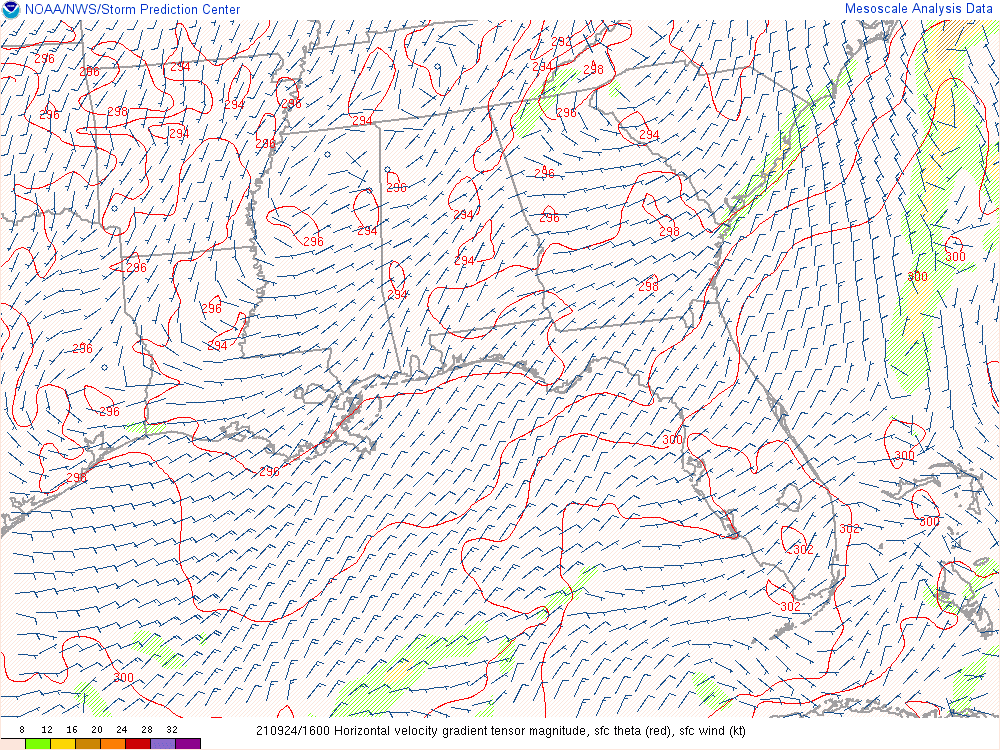 NOAA/NWS/Storm Prediction Center
Mesoscale Analysis Data
292
296 296 294 294 298
296 298 294 296 298
294 294 296 294
296 296 296
294 294 296 298
296 294
296 294 296 298 300 300
296 294
296
300 300
296 296 300
302
302
302
300
8 12 16 20 24 28 32
210924/1600 Horizontal velocity gradient tensor magnitude, sfc theta (red), sfc wind (kt)